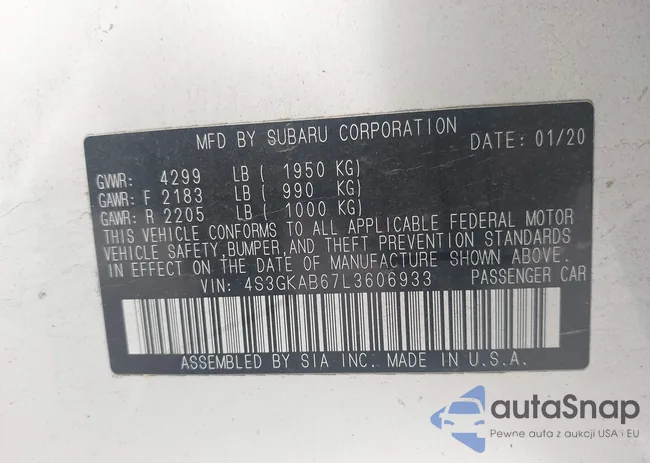 MFD BY SUBARU CORPORATION DATE: 01/20
GVWR: 4299 LB ( 1950 KG)
GAWR: F 2183 LB ( 990 KG)
GAWR: R 2205 LB ( 1000 KG)
THIS VEHICLE CONFORMS TO ALL APPLICABLE FEDERAL MOTOR
VEHICLE SAFETY, BUMPER, AND THEFT PREVENTION STANDARDS
IN EFFECT ON THE DATE OF MANUFACTURE SHOWN ABOVE.
VIN: 4S3GKAB67L3606933 PASSENGER CAR
ASSEMBLED BY SIA INC. MADE IN U.S.A.
autaSnap
Pewne auta z aukcji USA i EU